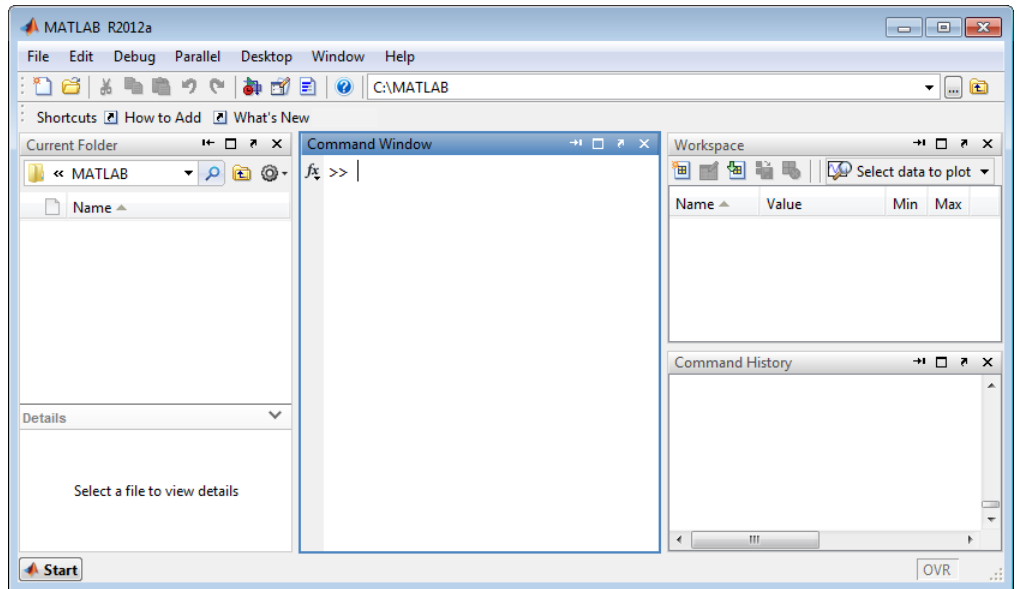 MATLAB R2012a
File Edit Debug Parallel Desktop Window Help
C:\MATLAB
Shortcuts How to Add What's New
Current Folder
« MATLAB
Name
Details
Select a file to view details
Command Window
fx >>
Workspace
Select data to plot
Name Value Min Max
Command History
Start
OVR